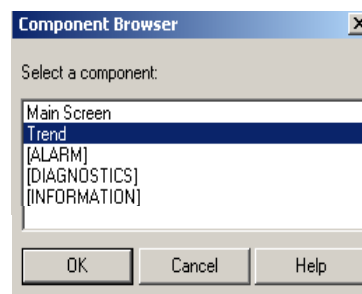 Component Browser
Select a component:
Main Screen
Trend
[ALARM]
[DIAGNOSTICS]
[INFORMATION]
OK Cancel Help